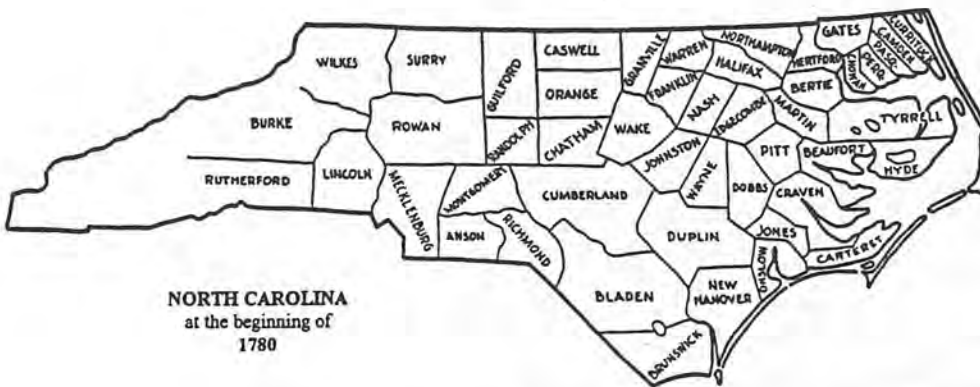 WILKES
SURRY
GUILFORD
CASWELL
GRANVILLE
WARREN
NORTHAMPTON
GATES
CURRITUCK
CAMDEN
PASQ.
PERQ.
CHOWAN
HERTFORD
HALIFAX
FRANKLIN
BERTIE
ORANGE
NASH
EDGECOMBE
MARTIN
TYRRELL
BURKE
ROWAN
RANDOLPH
CHATHAM
WAKE
JOHNSTON
PITT
BEAUFORT
HYDE
RUTHERFORD
LINCOLN
MECKLENBURG
MONTGOMERY
CUMBERLAND
WAYNE
DOBBS
CRAVEN
ANSON
RICHMOND
DUPLIN
JONES
CARTERET
ONSLOW
BLADEN
NEW
HANOVER
BRUNSWICK
NORTH CAROLINA
at the beginning of
1780